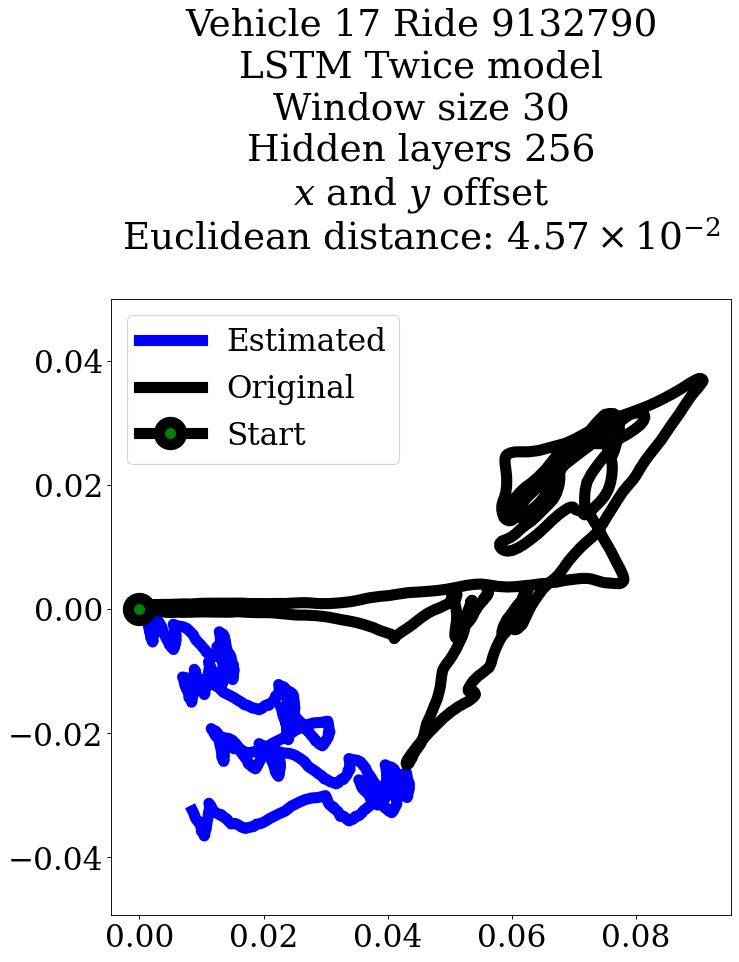 Vehicle 17 Ride 9132790
LSTM Twice model
Window size 30
Hidden layers 256
x and y offset
Euclidean distance: 4.57 × 10⁻²
Estimated
Original
Start
0.04
0.02
0.00
−0.02
−0.04
0.00 0.02 0.04 0.06 0.08